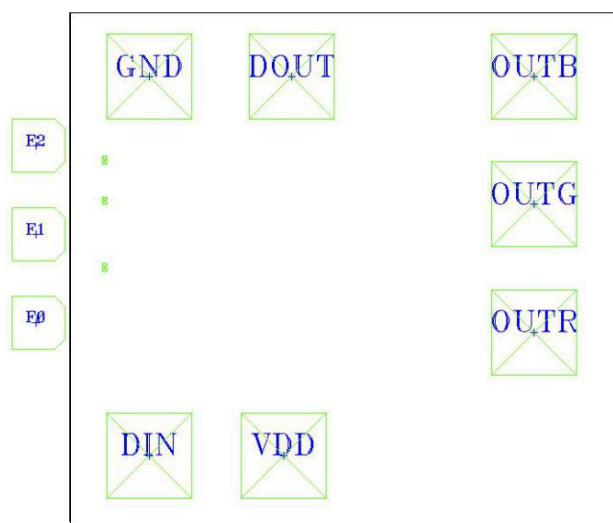 GND DOUT OUTB
E2
OUTG
E1
OUTR
E0
DIN VDD